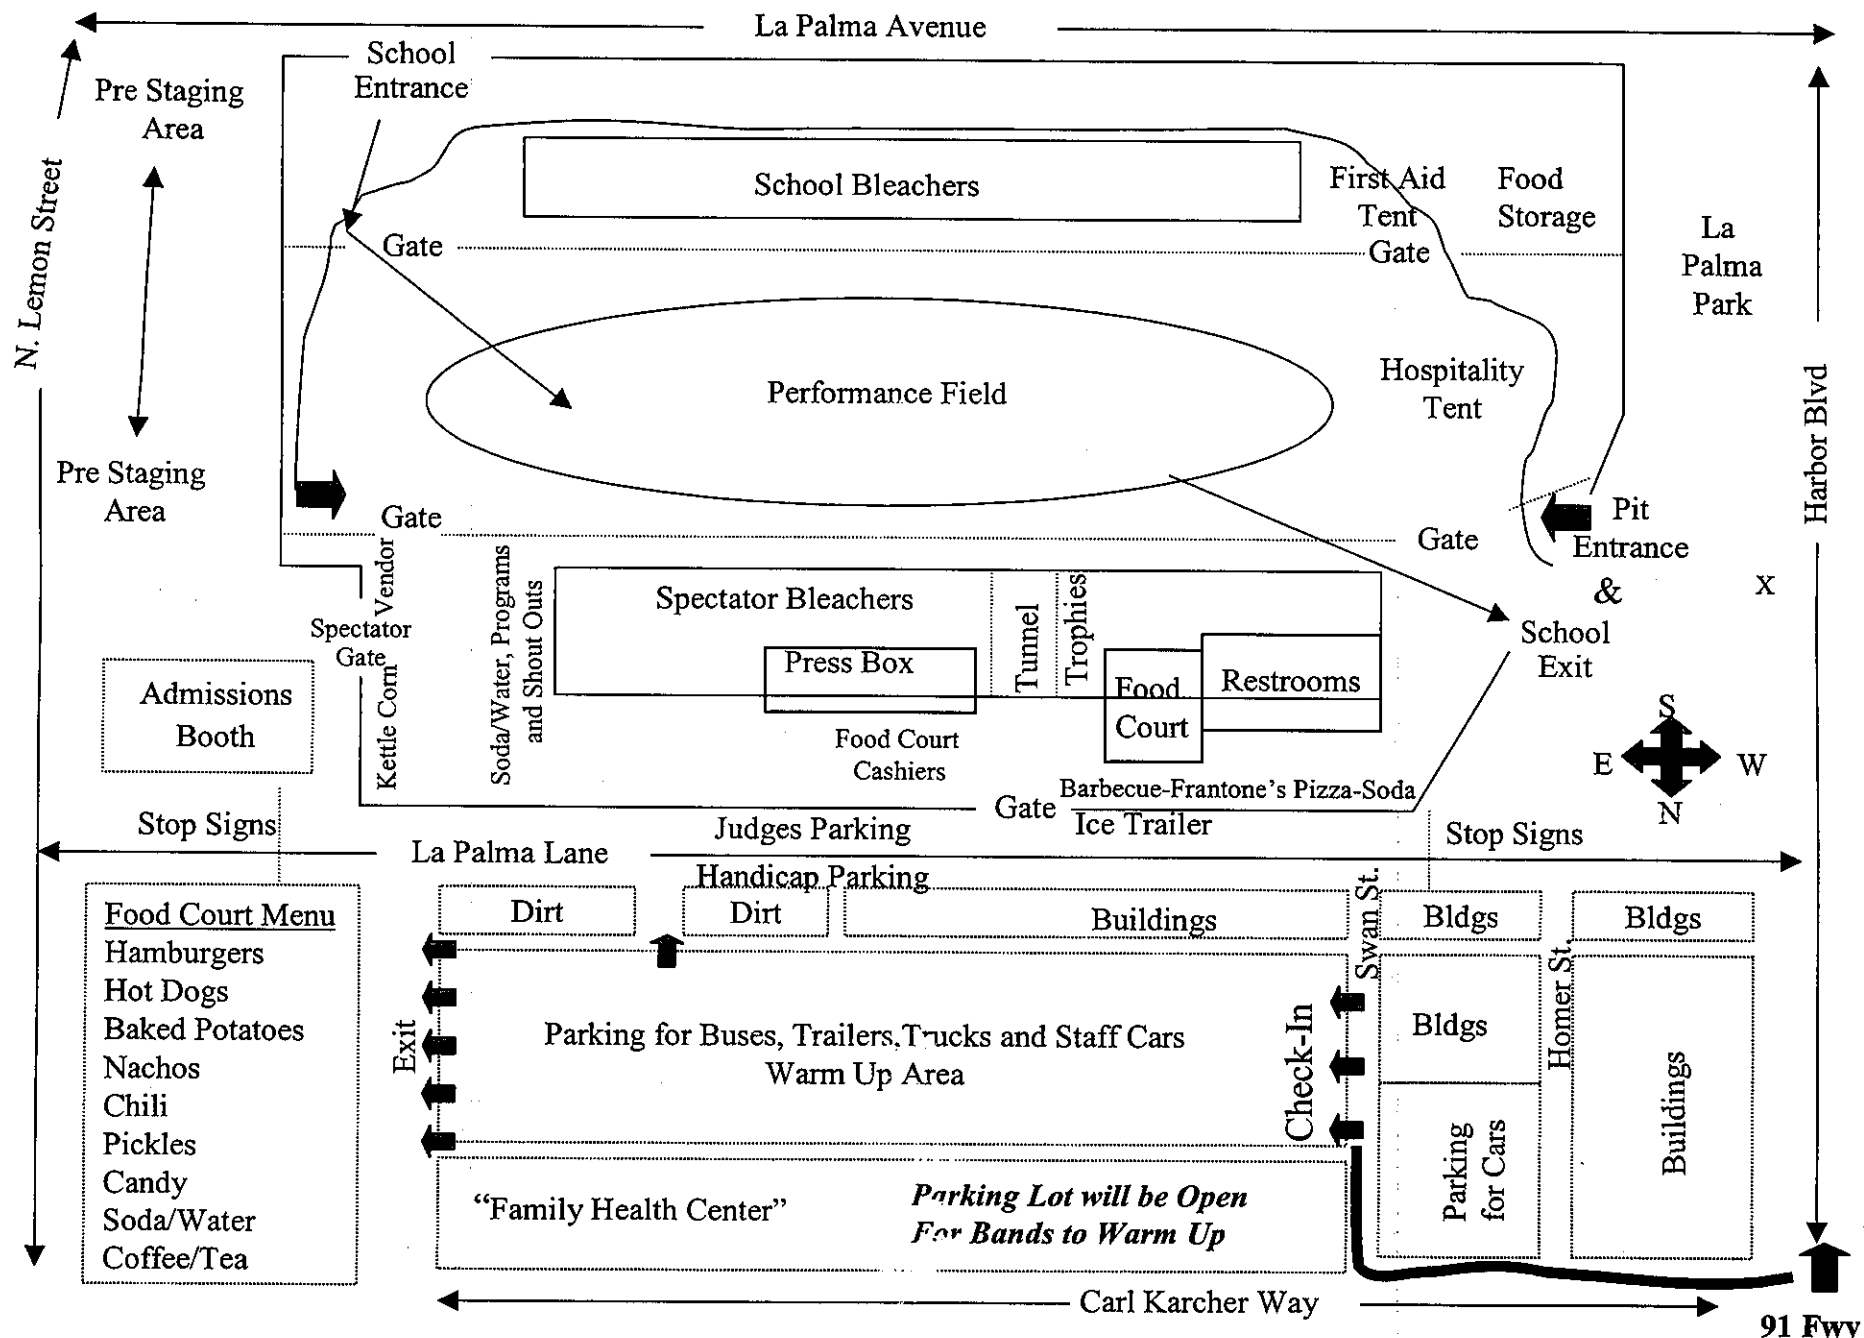 La Palma Avenue
School
Entrance
Pre Staging
Area
N. Lemon Street
School Bleachers
First Aid
Tent
Food
Storage
Gate
Gate
La
Palma
Park
Performance Field
Hospitality
Tent
Harbor Blvd
Pre Staging
Area
Gate
Gate
Pit
Entrance
&
School
Exit
X
Vendor
Spectator
Gate
Kettle Corn
Soda/Water, Programs
and Shout Outs
Spectator Bleachers
Press Box
Tunnel
Trophies
Food
Court
Restrooms
Admissions
Booth
Food Court
Cashiers
S
E
W
N
Barbecue-Frantone's Pizza-Soda
Gate
Ice Trailer
Stop Signs
Judges Parking
Stop Signs
La Palma Lane
Handicap Parking
Food Court Menu
Hamburgers
Hot Dogs
Baked Potatoes
Nachos
Chili
Pickles
Candy
Soda/Water
Coffee/Tea
Dirt
Dirt
Buildings
Swan St.
Bldgs
Bldgs
Exit
Parking for Buses, Trailers,Trucks and Staff Cars
Warm Up Area
Check-In
Bldgs
Homer St.
Parking
for Cars
Buildings
"Family Health Center"
Parking Lot will be Open
For Bands to Warm Up
Carl Karcher Way
91 Fwy